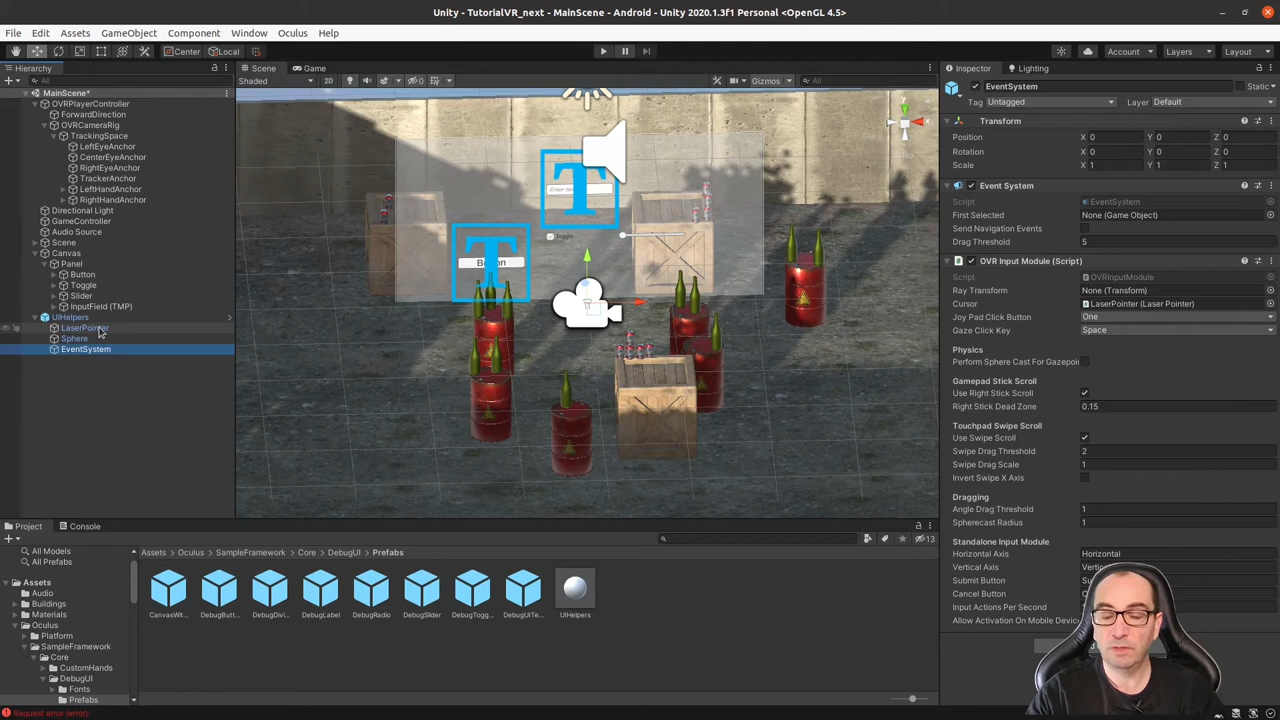 Unity - TutorialVR_next - MainScene - Android - Unity 2020.1.3f1 Personal <OpenGL 4.5>
File Edit Assets GameObject Component Window Oculus Help
Center Local Account Layers Layout
Hierarchy
All
MainScene*
OVRPlayerController
ForwardDirection
OVRCameraRig
TrackingSpace
LeftEyeAnchor
CenterEyeAnchor
RightEyeAnchor
TrackerAnchor
LeftHandAnchor
RightHandAnchor
Directional Light
GameController
Audio Source
Scene
Canvas
Panel
Button
Toggle
Slider
InputField (TMP)
UIHelpers
LaserPointer
Sphere
EventSystem
Scene Game
Shaded 2D 0 Gizmos All
Toggle
Inspector Lighting
EventSystem Static
Tag Untagged Layer Default
Transform
Position X 0 Y 0 Z 0
Rotation X 0 Y 0 Z 0
Scale X 1 Y 1 Z 1
Event System
Script EventSystem
First Selected None (Game Object)
Send Navigation Events
Drag Threshold 5
OVR Input Module (Script)
Script OVRInputModule
Ray Transform None (Transform)
Cursor LaserPointer (Laser Pointer)
Joy Pad Click Button One
Gaze Click Key Space
Physics
Perform Sphere Cast For Gazepoi
Gamepad Stick Scroll
Use Right Stick Scroll
Right Stick Dead Zone 0.15
Touchpad Swipe Scroll
Use Swipe Scroll
Swipe Drag Threshold 2
Swipe Drag Scale 1
Invert Swipe X Axis
Dragging
Angle Drag Threshold 1
Spherecast Radius 1
Standalone Input Module
Horizontal Axis Horizontal
Vertical Axis
Submit Button
Cancel Button
Input Actions Per Second
Allow Activation On Mobile Devic
Project Console
13
All Models
All Prefabs
Assets
Audio
Buildings
Materials
Oculus
Platform
SampleFramework
Core
CustomHands
DebugUI
Fonts
Prefabs
Assets Oculus SampleFramework Core DebugUI Prefabs
CanvasWit... DebugButt... DebugDivi... DebugLabel DebugRadio DebugSlider DebugTogg... DebugUITe... UIHelpers
Request error (error):